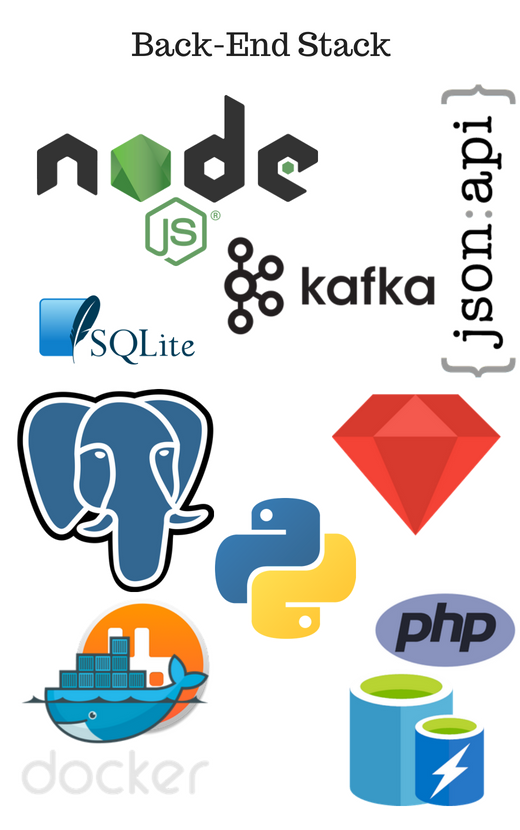 Back-End Stack
node
JS®
{json:api}
kafka
SQLite
php
docker